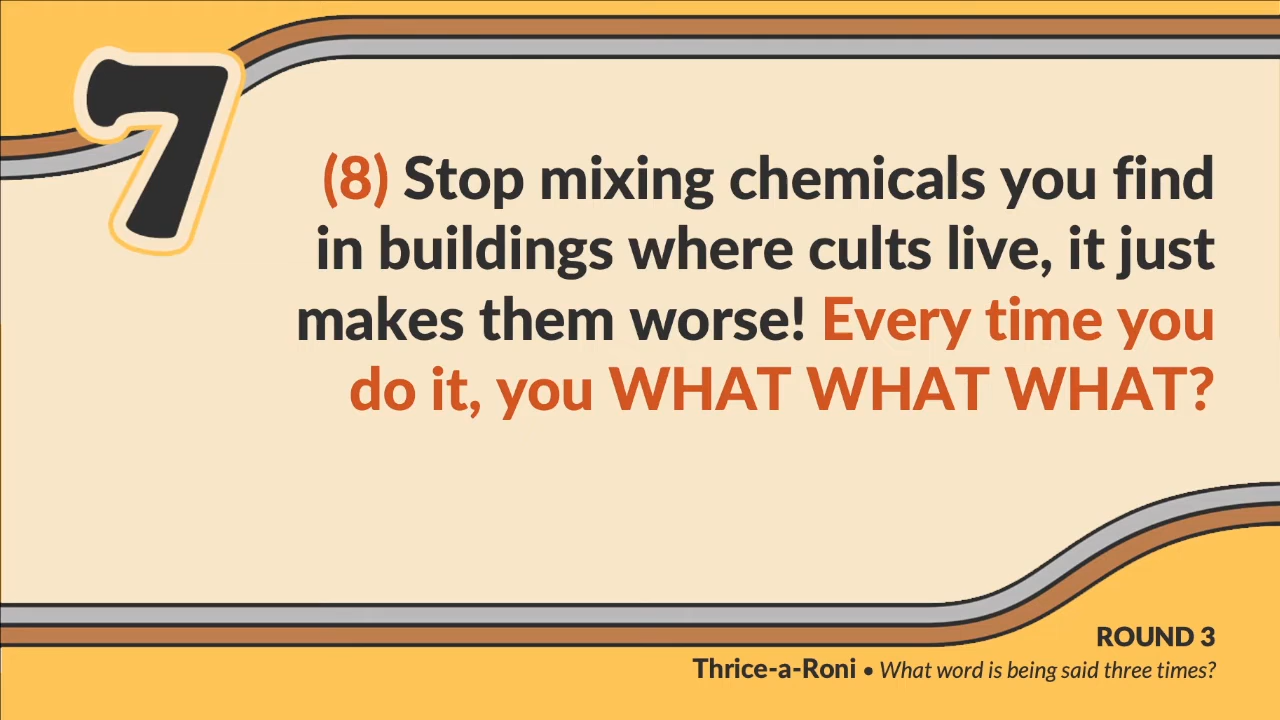 7
(8) Stop mixing chemicals you find
in buildings where cults live, it just
makes them worse! Every time you
do it, you WHAT WHAT WHAT?
ROUND 3
Thrice-a-Roni • What word is being said three times?